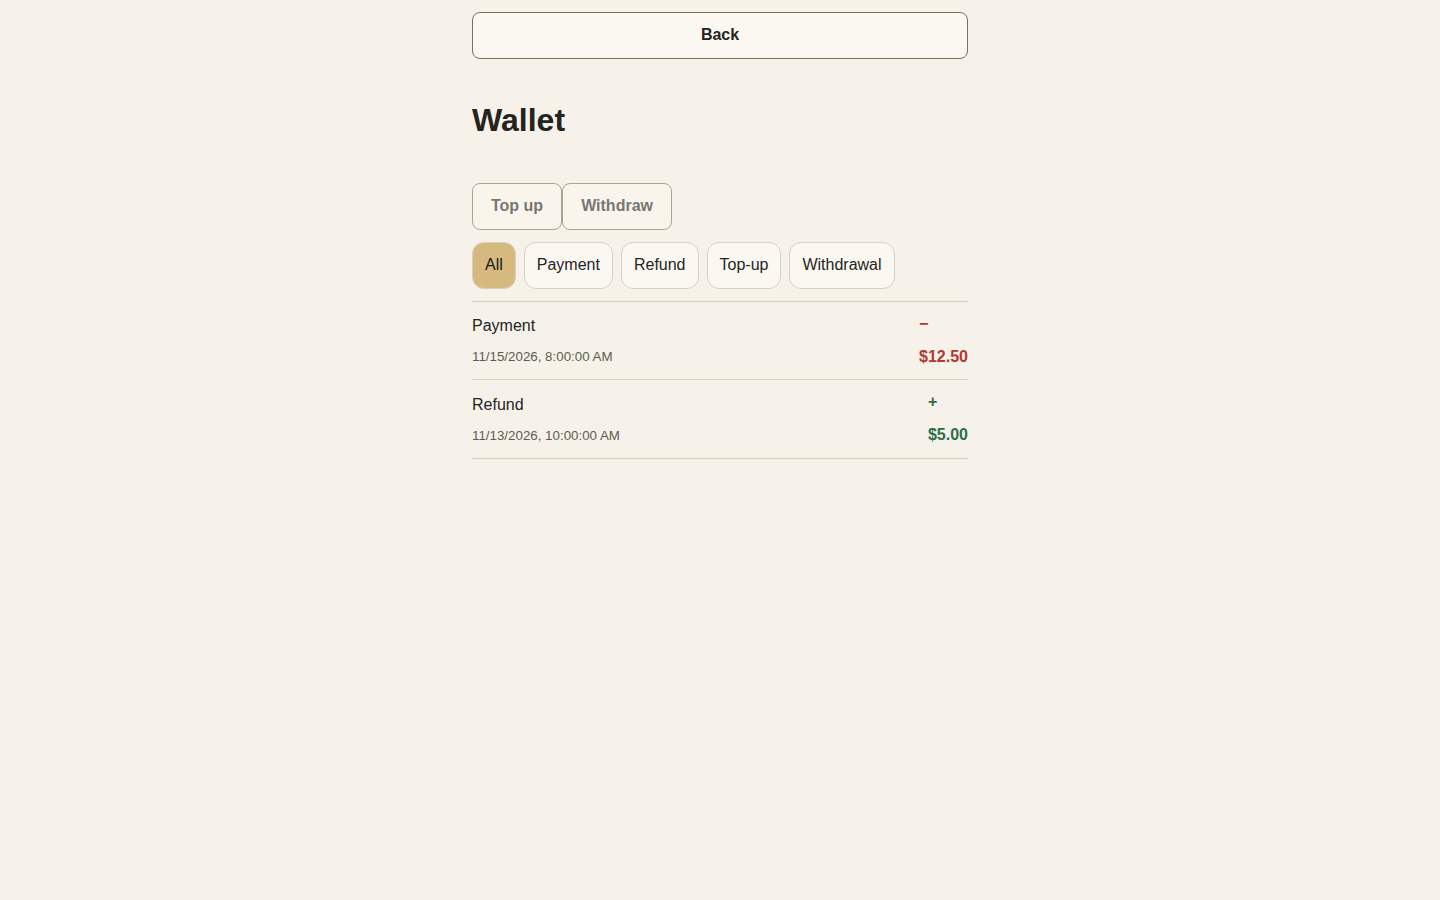 Back
Wallet
Top up Withdraw
All Payment Refund Top-up Withdrawal
Payment −
11/15/2026, 8:00:00 AM $12.50
Refund +
11/13/2026, 10:00:00 AM $5.00